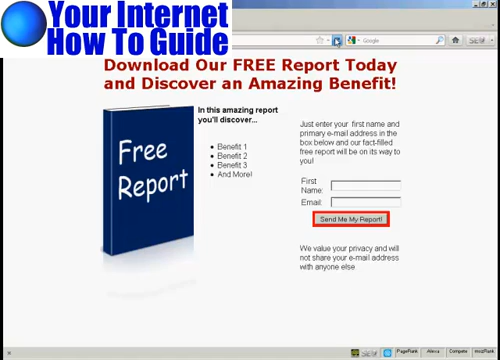 Your Internet
How To Guide
Google
Download Our FREE Report Today
and Discover an Amazing Benefit!
In this amazing report
you'll discover...
Benefit 1
Benefit 2
Benefit 3
And More!
Free
Report
Just enter your first name and
primary e-mail address in the
box below and our fact-filled
free report will be on its way to
you!
First
Name:
Email:
Send Me My Report!
We value your privacy and will
not share your e-mail address
with anyone else
PageRank Alexa Compete mozRank